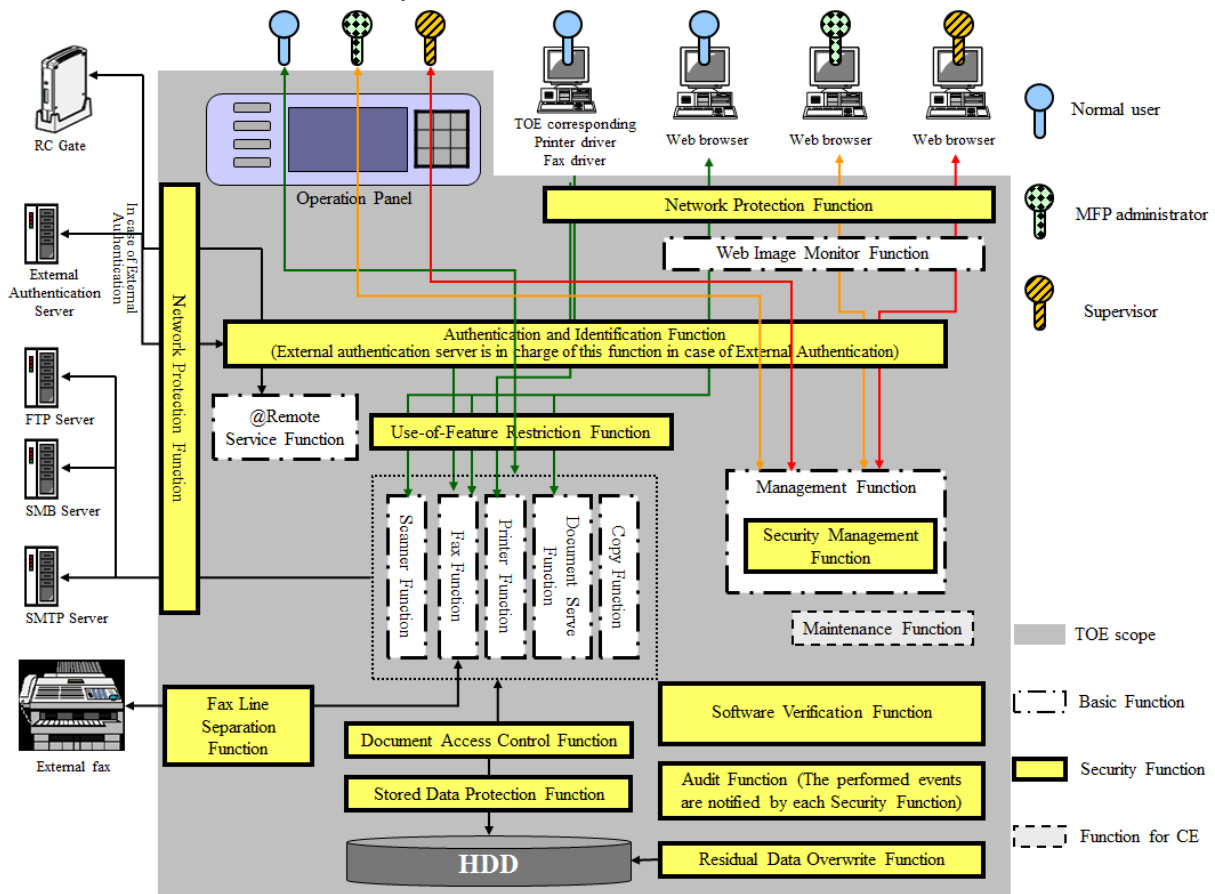 RC Gate
Operation Panel
TOE corresponding
Printer driver
Fax driver
Web browser
Web browser
Web browser
Normal user
MFP administrator
Supervisor
Network Protection Function
Web Image Monitor Function
In case of External
Authentication
External
Authentication
Server
Network Protection Function
Authentication and Identification Function
(External authentication server is in charge of this function in case of External Authentication)
FTP Server
@Remote
Service Function
Use-of-Feature Restriction Function
SMB Server
SMTP Server
Scanner Function
Fax Function
Printer Function
Document Serve
Function
Copy Function
Management Function
Security Management
Function
Maintenance Function
TOE scope
Basic Function
Security Function
Function for CE
External fax
Fax Line
Separation
Function
Document Access Control Function
Stored Data Protection Function
HDD
Software Verification Function
Audit Function (The performed events
are notified by each Security Function)
Residual Data Overwrite Function